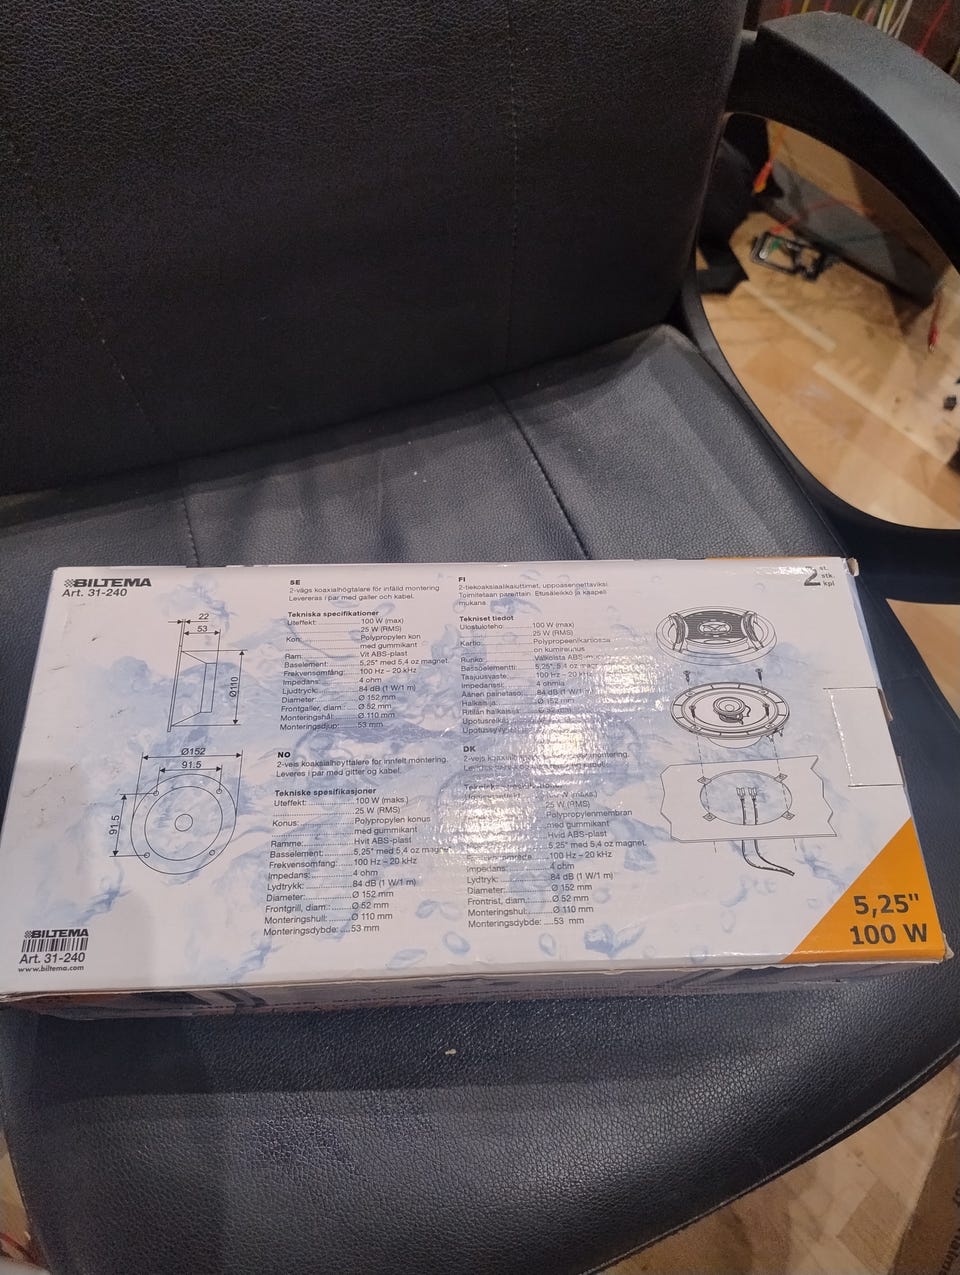 BILTEMA
Art. 31-240
22
53
Ø110
Ø152
91.5
91.5
BILTEMA
Art. 31-240
www.biltema.com
SE
2-vägs koaxialhögtalare för infälld montering
Levereras i par med galler och kabel.
Tekniska specifikationer
Uteffekt: 100 W (max)
25 W (RMS)
Kon: Polypropylen kon
med gummikant
Ram: Vit ABS-plast
Baselement: 5,25" med 5,4 oz magnet
Frekvensomfång: 100 Hz – 20 kHz
Impedans: 4 ohm
Ljudtryck: 84 dB (1 W/1 m)
Diameter: Ø 152 mm
Frontgaller, diam: Ø 52 mm
Monteringshål: Ø 110 mm
Monteringsdjup: 53 mm
NO
2-veis koaksialhøyttalere for innfelt montering.
Leveres i par med gitter og kabel.
Tekniske spesifikasjoner
Uteffekt: 100 W (maks.)
25 W (RMS)
Konus: Polypropylen konus
med gummikant
Ramme: Hvit ABS-plast
Basselement: 5,25" med 5,4 oz magnet
Frekvensomfang: 100 Hz – 20 kHz
Impedans: 4 ohm
Lydtrykk: 84 dB (1 W/1 m)
Diameter: Ø 152 mm
Frontgrill, diam.: Ø 52 mm
Monteringshull: Ø 110 mm
Monteringsdybde: 53 mm
FI
2-tiekoaksiaalikaiuttimet, uppoasennettaviksi.
Toimitetaan pareittain. Etusäleikkö ja kaapeli
mukana.
Tekniset tiedot
Ulostuloteho: 100 W (max)
25 W (RMS)
Kartio: Polypropeenikartiossa
on kumireunus
Runko: Valkoista
Bassoelementti: 5,25", 5,4 oz
Taajuusvaste: 100 Hz – 20
Impedanssi: 4 ohmia
Äänen painetaso: 84 dB (1 W/1 m)
Halkaisija: Ø 152 mm
Ritilän halkaisija:
DK
2-vejs montering.
med gummikant
Hvid ABS-plast
5,25" med 5,4 oz magnet
100 Hz – 20 kHz
Impedans: 4 ohm
Lydtryk: 84 dB (1 W/1 m)
Diameter: Ø 152 mm
Frontrist, diam.: Ø 52 mm
Monteringshul: Ø 110 mm
Monteringsdybde: 53 mm
2 st.
stk.
kpl
5,25"
100 W